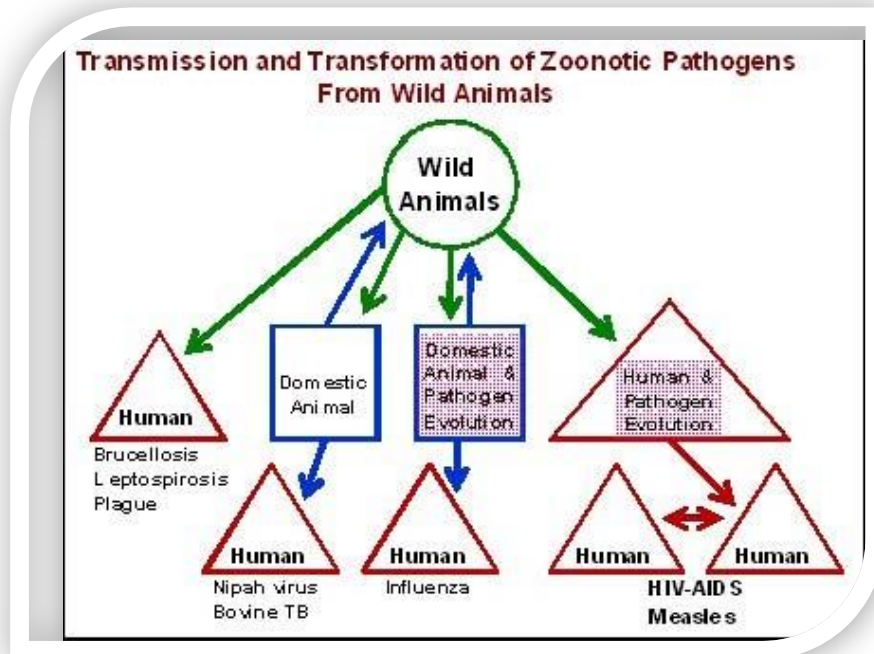 Transmission and Transformation of Zoonotic Pathogens
From Wild Animals
Wild
Animals
Human
Brucellosis
Leptospirosis
Plague
Domestic
Animal
Human
Nipah virus
Bovine TB
Domestic
Animal &
Pathogen
Evolution
Human
Influenza
Human &
Pathogen
Evolution
Human
Human
HIV-AIDS
Measles